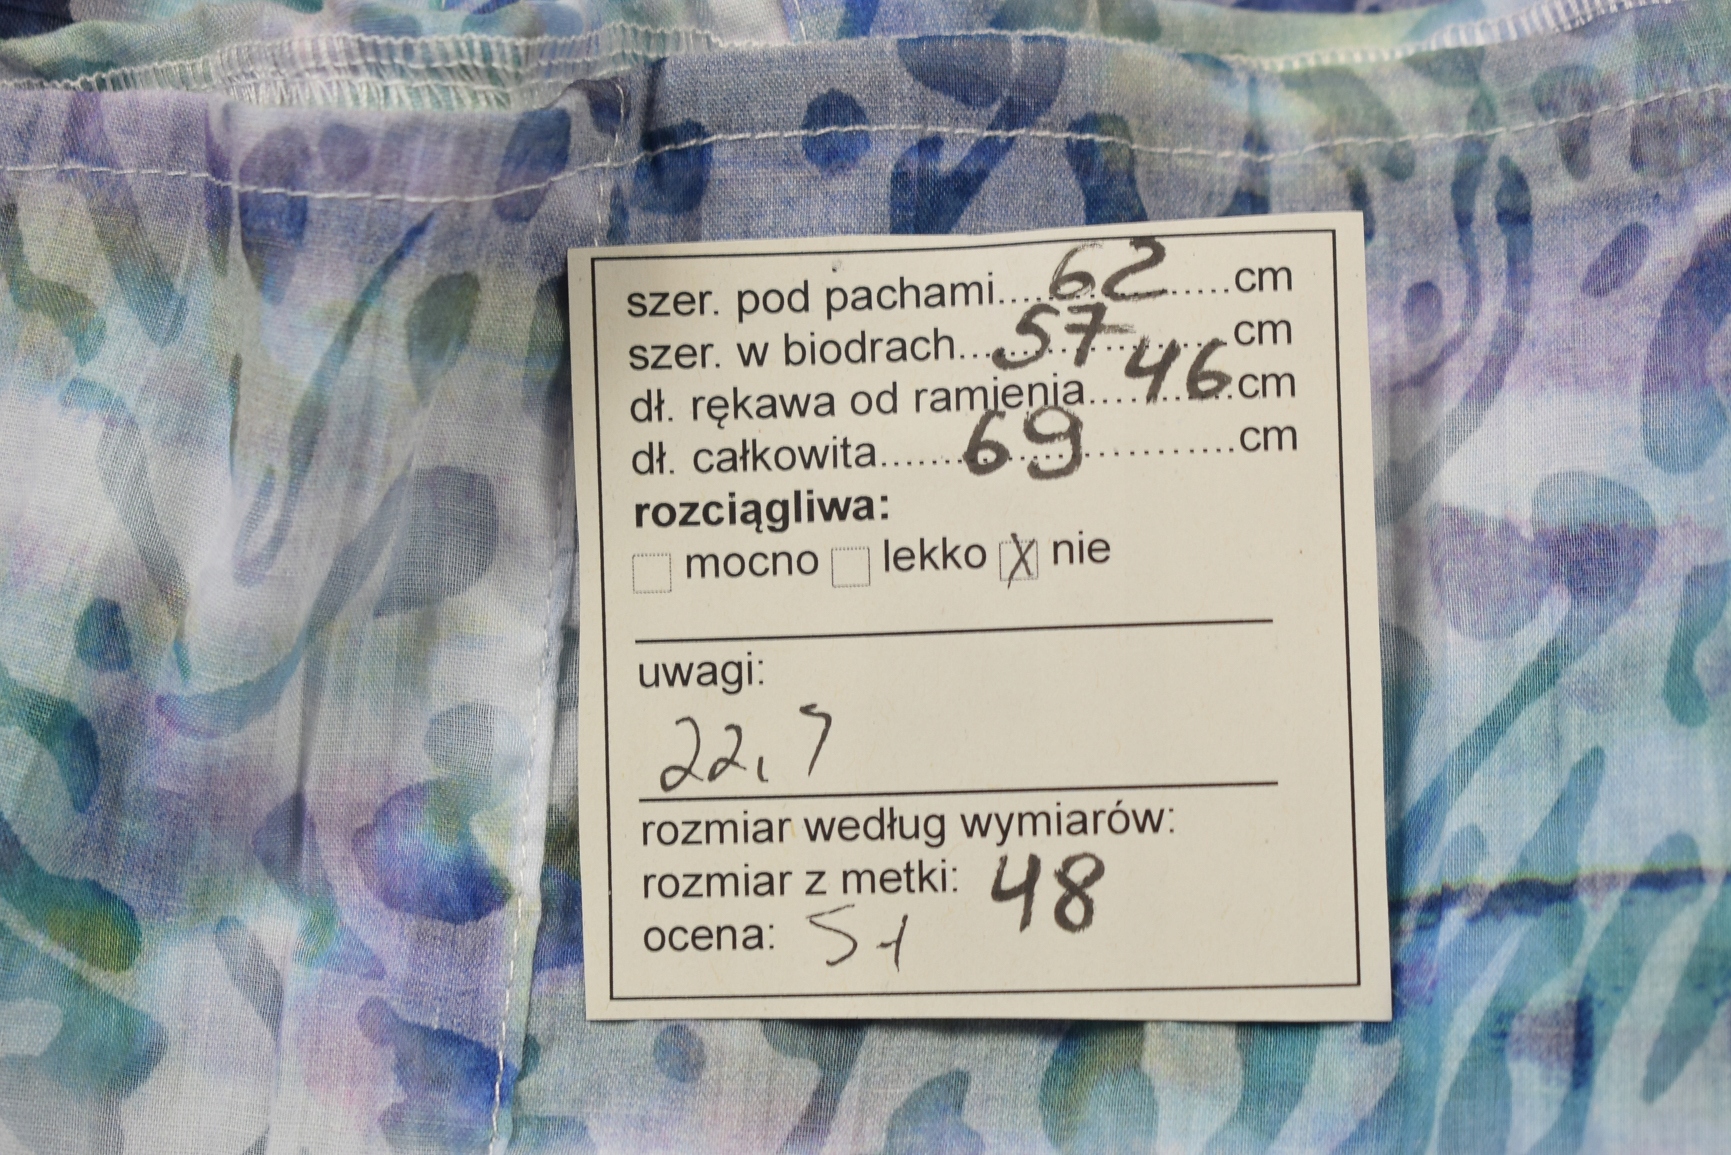 szer. pod pachami....62.....cm
szer. w biodrach...57........cm
dł. rękawa od ramienia....46.cm
dł. całkowita......69............cm
rozciągliwa:
mocno lekko X nie
uwagi:
22,7
rozmiar według wymiarów:
rozmiar z metki: 48
ocena: 5+